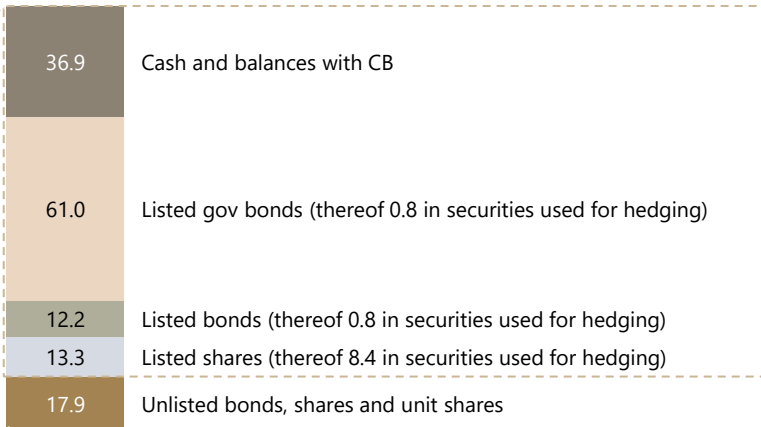 36.9 Cash and balances with CB
61.0 Listed gov bonds (thereof 0.8 in securities used for hedging)
12.2 Listed bonds (thereof 0.8 in securities used for hedging)
13.3 Listed shares (thereof 8.4 in securities used for hedging)
17.9 Unlisted bonds, shares and unit shares